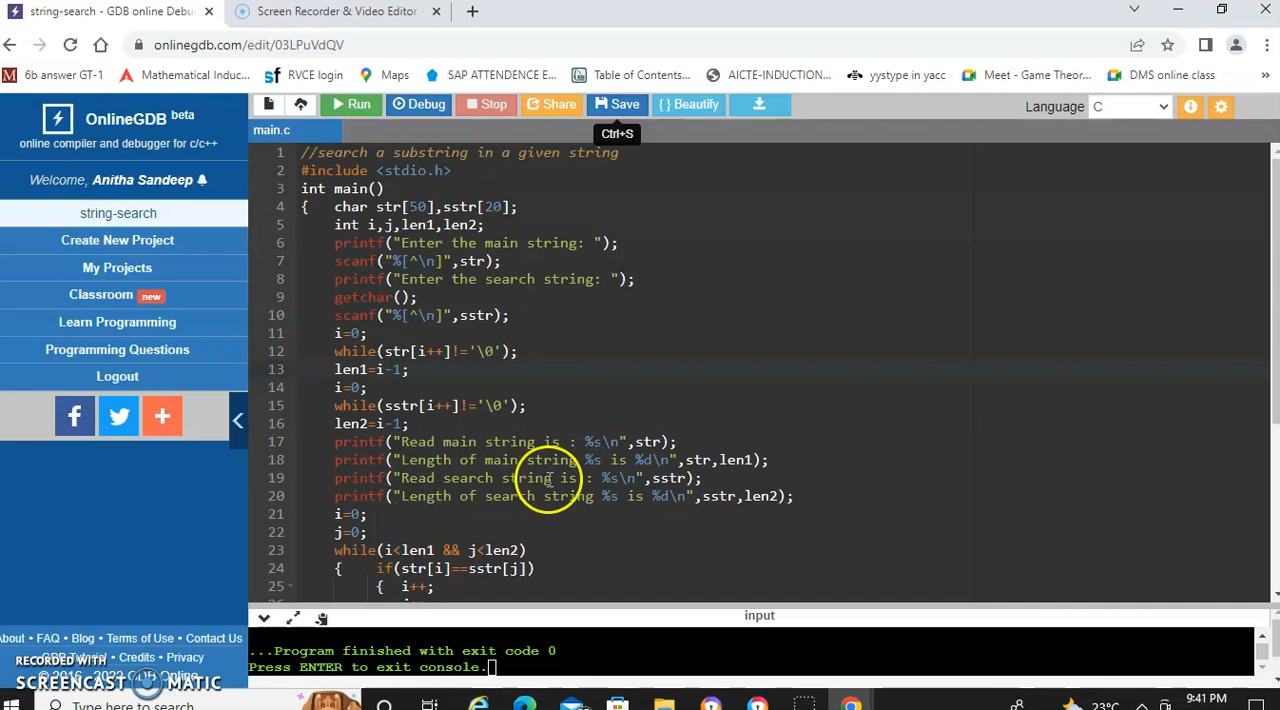 string-search - GDB online Debu
Screen Recorder & Video Editor
onlinegdb.com/edit/03LPuVdQV
6b answer GT-1
Mathematical Induc...
RVCE login
Maps
SAP ATTENDENCE E...
Table of Contents...
AICTE-INDUCTION...
yystype in yacc
Meet - Game Theor...
DMS online class
OnlineGDB beta
online compiler and debugger for c/c++
Welcome, Anitha Sandeep
string-search
Create New Project
My Projects
Classroom new
Learn Programming
Programming Questions
Logout
Run
Debug
Stop
Share
Save
{ } Beautify
Language C
Ctrl+S
main.c
1 //search a substring in a given string
2 #include <stdio.h>
3 int main()
4 { char str[50],sstr[20];
5 int i,j,len1,len2;
6 printf("Enter the main string: ");
7 scanf("%[^\n]",str);
8 printf("Enter the search string: ");
9 getchar();
10 scanf("%[^\n]",sstr);
11 i=0;
12 while(str[i++]!='\0');
13 len1=i-1;
14 i=0;
15 while(sstr[i++]!='\0');
16 len2=i-1;
17 printf("Read main string is : %s\n",str);
18 printf("Length of main string %s is %d\n",str,len1);
19 printf("Read search string is : %s\n",sstr);
20 printf("Length of search string %s is %d\n",sstr,len2);
21 i=0;
22 j=0;
23 while(i<len1 && j<len2)
24 { if(str[i]==sstr[j])
25 { i++;
input
...Program finished with exit code 0
Press ENTER to exit console.
About • FAQ • Blog • Terms of Use • Contact Us
GDB Tutorial • Credits • Privacy
© 2016 - 2022 GDB Online
RECORDED WITH
SCREENCAST MATIC
Type here to search
23°C
9:41 PM